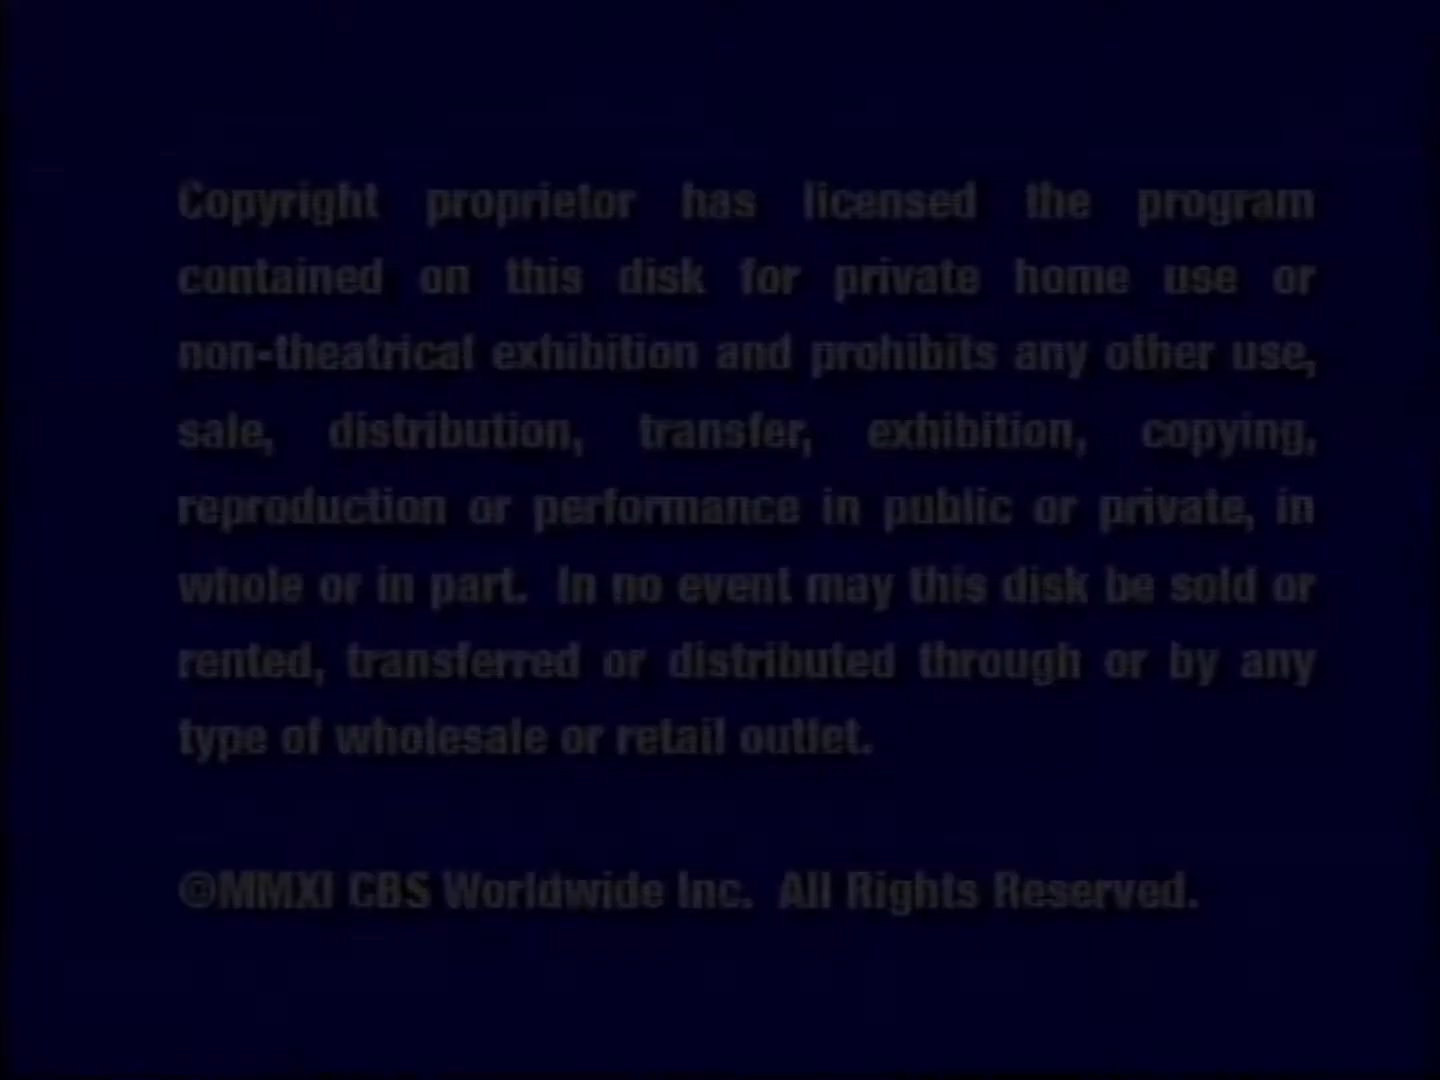 Copyright proprietor has licensed the program
contained on this disk for private home use or
non-theatrical exhibition and prohibits any other use,
sale, distribution, transfer, exhibition, copying,
reproduction or performance in public or private, in
whole or in part. In no event may this disk be sold or
rented, transferred or distributed through or by any
type of wholesale or retail outlet.
©MMXI CBS Worldwide Inc. All Rights Reserved.